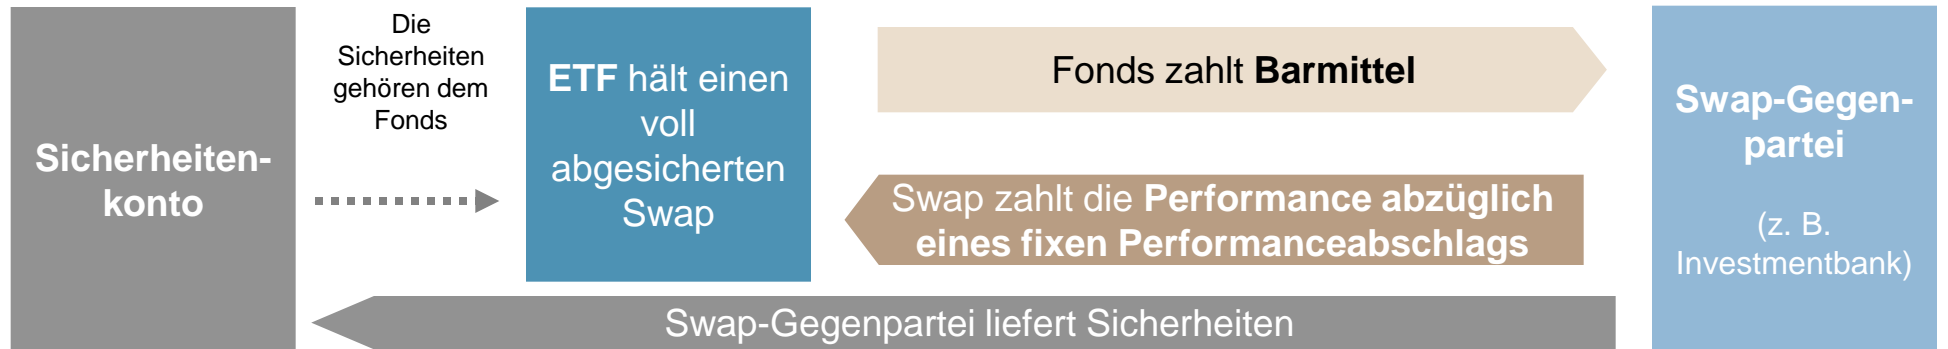 Sicherheiten-
konto
Die
Sicherheiten
gehören dem
Fonds
ETF hält einen
voll
abgesicherten
Swap
Fonds zahlt Barmittel
Swap zahlt die Performance abzüglich
eines fixen Performanceabschlags
Swap-Gegenpartei liefert Sicherheiten
Swap-Gegen-
partei
(z. B.
Investmentbank)